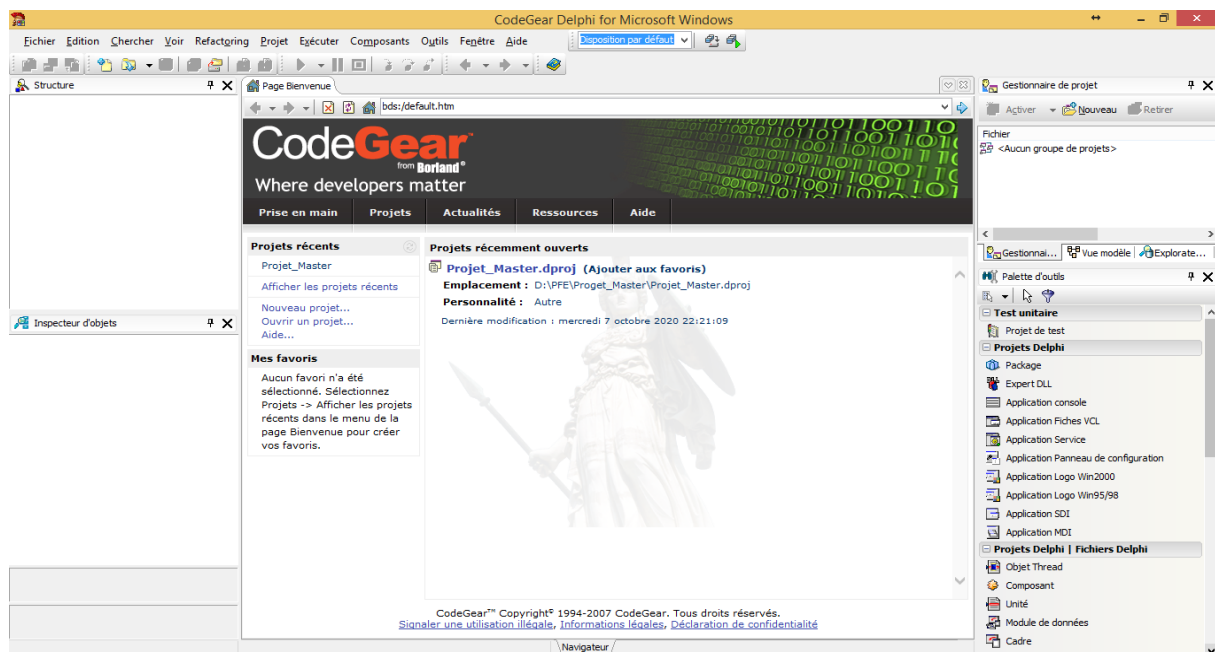 CodeGear Delphi for Microsoft Windows
Fichier Edition Chercher Voir Refactoring Projet Exécuter Composants Outils Fenêtre Aide
Disposition par défaut
Structure
Page Bienvenue
Gestionnaire de projet
bds:/default.htm
Activer Nouveau Retirer
Fichier
<Aucun groupe de projets>
CodeGear
from Borland®
Where developers matter
Prise en main Projets Actualités Ressources Aide
Projets récents
Projet_Master
Afficher les projets récents
Nouveau projet...
Ouvrir un projet...
Aide...
Mes favoris
Aucun favori n'a été
sélectionné. Sélectionnez
Projets -> Afficher les projets
récents dans le menu de la
page Bienvenue pour créer
vos favoris.
Projets récemment ouverts
Projet_Master.dproj (Ajouter aux favoris)
Emplacement : D:\PFE\Proget_Master\Projet_Master.dproj
Personnalité : Autre
Dernière modification : mercredi 7 octobre 2020 22:21:09
CodeGear™ Copyright© 1994-2007 CodeGear. Tous droits réservés.
Signaler une utilisation illégale, Informations légales, Déclaration de confidentialité
Navigateur
Inspecteur d'objets
Gestionnai... Vue modèle Explorate...
Palette d'outils
Test unitaire
Projet de test
Projets Delphi
Package
Expert DLL
Application console
Application Fiches VCL
Application Service
Application Panneau de configuration
Application Logo Win2000
Application Logo Win95/98
Application SDI
Application MDI
Projets Delphi | Fichiers Delphi
Objet Thread
Composant
Unité
Module de données
Cadre